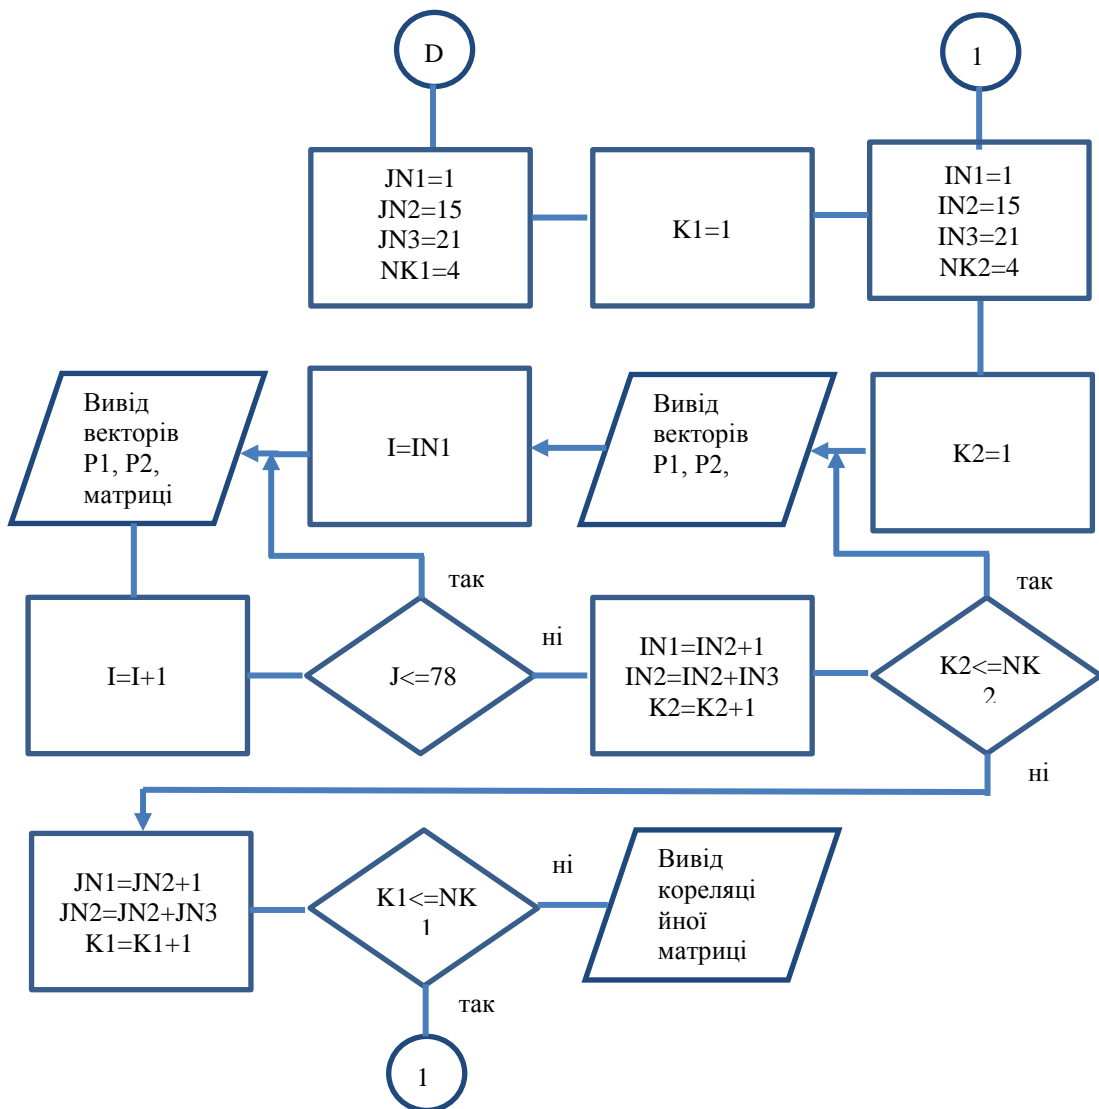 D
1
JN1=1
JN2=15
JN3=21
NK1=4
K1=1
IN1=1
IN2=15
IN3=21
NK2=4
Вивід
векторів
P1, P2,
матриці
I=IN1
Вивід
векторів
P1, P2,
K2=1
так
так
I=I+1
J<=78
ні
IN1=IN2+1
IN2=IN2+IN3
K2=K2+1
K2<=NK
2
ні
JN1=JN2+1
JN2=JN2+JN3
K1=K1+1
K1<=NK
1
ні
Вивід
кореляці
йної
матриці
так
1